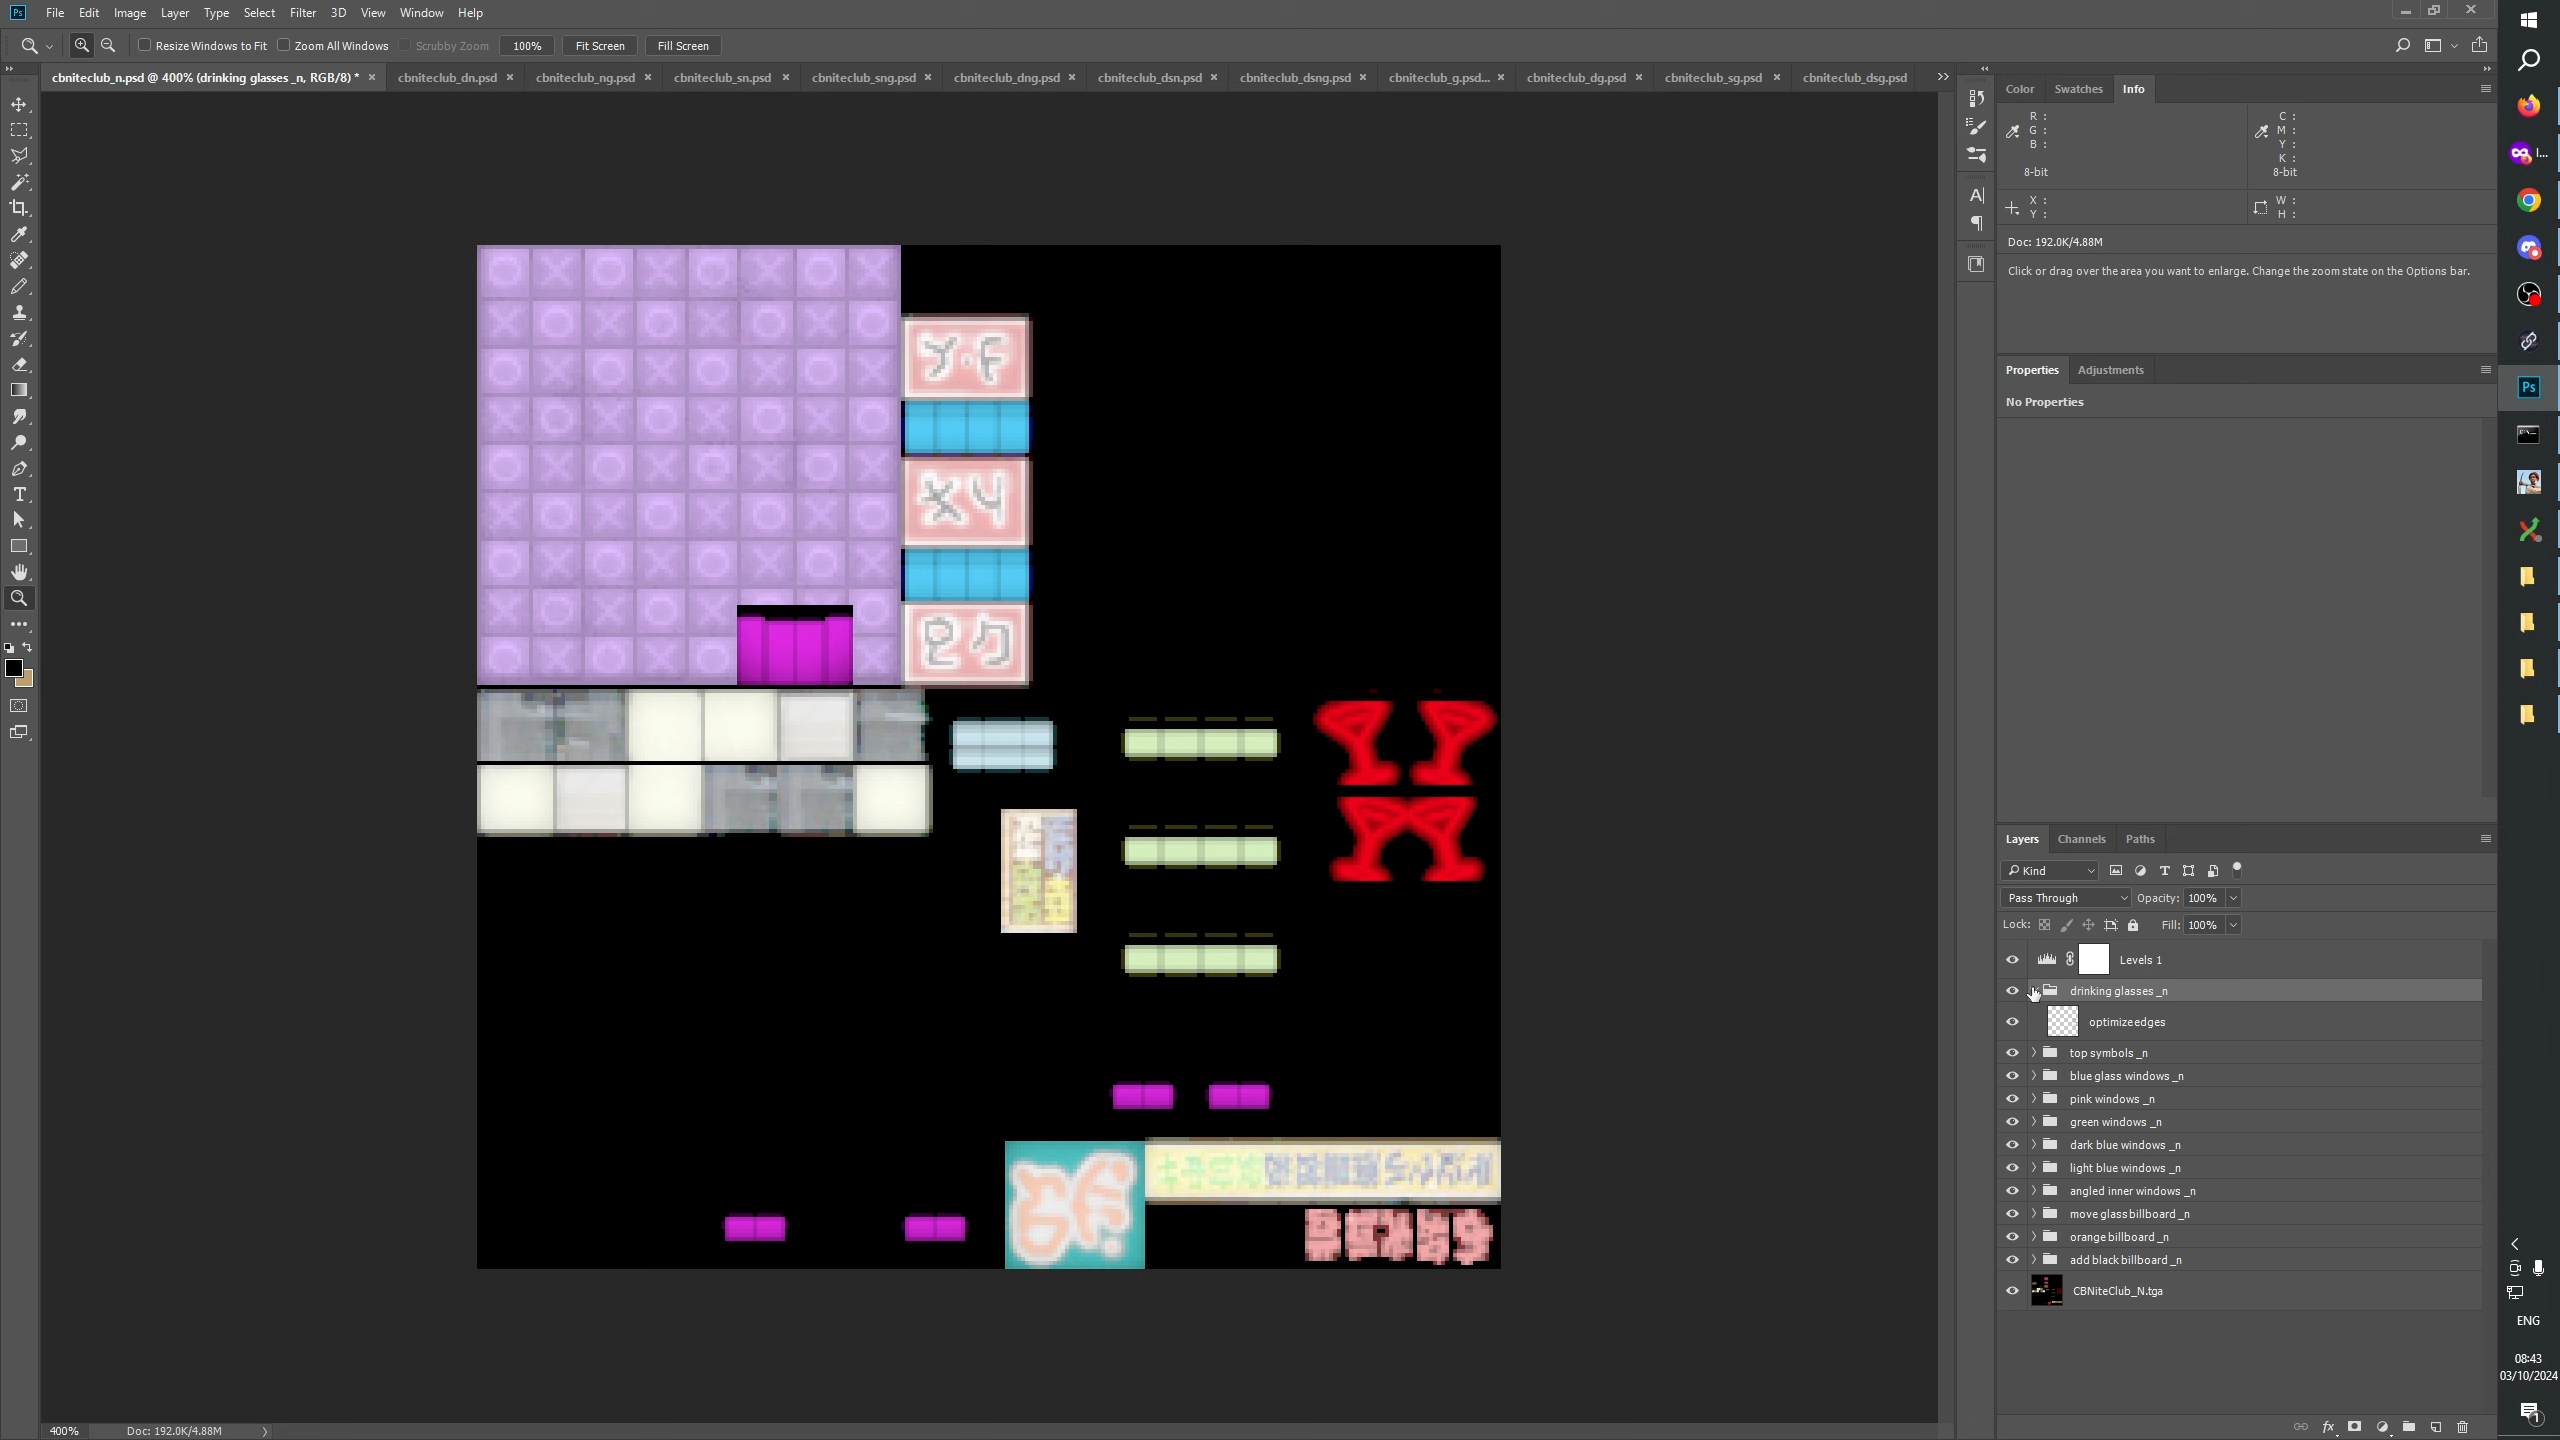 File Edit Image Layer Type Select Filter 3D View Window Help
Resize Windows to Fit Zoom All Windows Scrubby Zoom 100% Fit Screen Fill Screen
cbniteclub_n.psd @ 400% (drinking glasses _n, RGB/8) * cbniteclub_dn.psd cbniteclub_ng.psd cbniteclub_sn.psd cbniteclub_sng.psd cbniteclub_dng.psd cbniteclub_dsn.psd cbniteclub_dsng.psd cbniteclub_g.psd... cbniteclub_dg.psd cbniteclub_sg.psd cbniteclub_dsg.psd
Color Swatches Info
R : C :
G : M :
B : Y :
K :
8-bit 8-bit
X : W :
Y : H :
Doc: 192.0K/4.88M
Click or drag over the area you want to enlarge. Change the zoom state on the Options bar.
Properties Adjustments
No Properties
Layers Channels Paths
Kind
Pass Through Opacity: 100%
Lock: Fill: 100%
Levels 1
drinking glasses _n
optimize edges
top symbols _n
blue glass windows _n
pink windows _n
green windows _n
dark blue windows _n
light blue windows _n
angled inner windows _n
move glass billboard _n
orange billboard _n
add black billboard _n
CBNiteClub_N.tga
400% Doc: 192.0K/4.88M
Ps
I...
Ps
ENG
08:43
03/10/2024
1